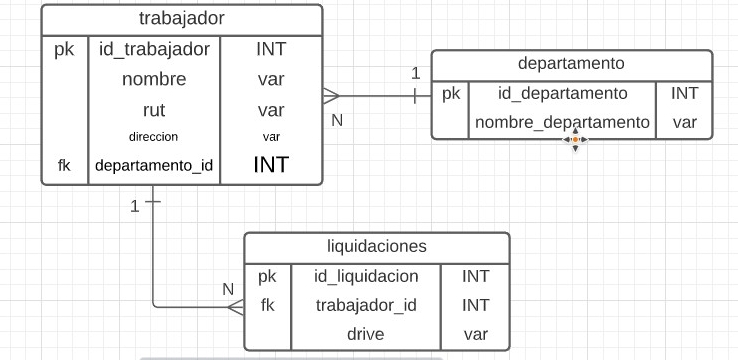 trabajador
pk id_trabajador INT
nombre var
rut var
direccion var
fk departamento_id INT
1
N
departamento
pk id_departamento INT
nombre_departamento var
1
N
liquidaciones
pk id_liquidacion INT
fk trabajador_id INT
drive var